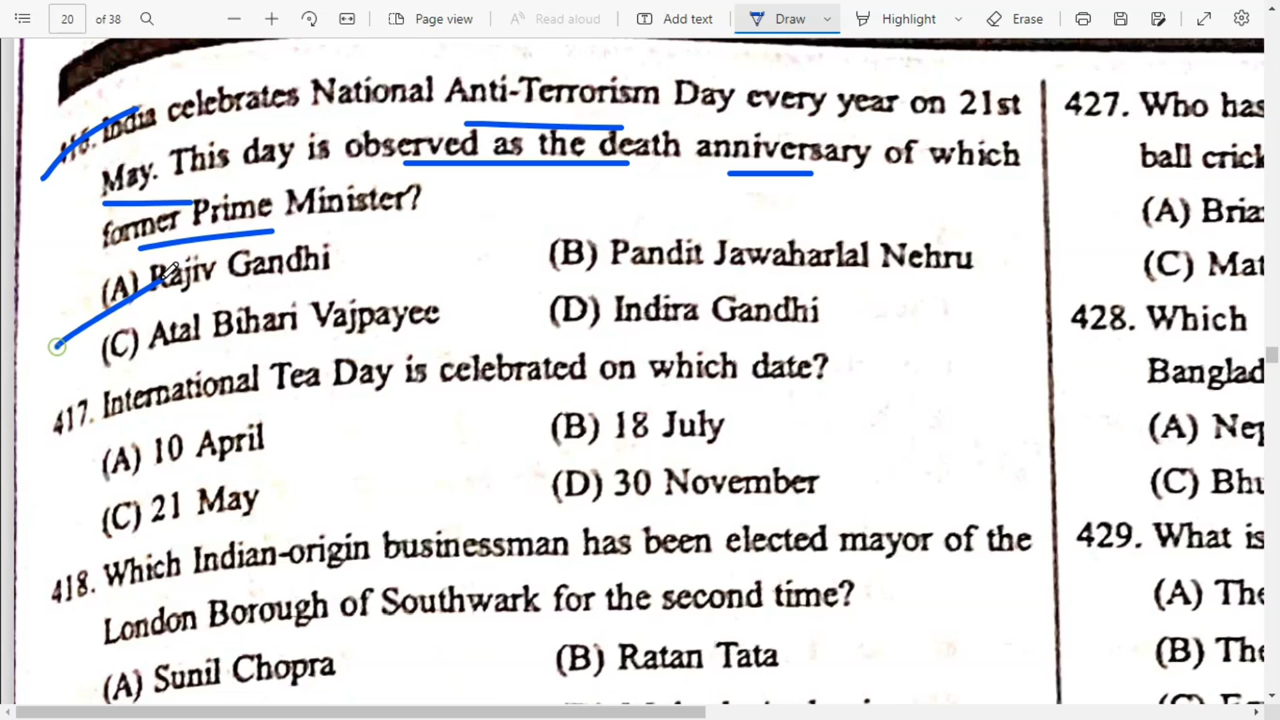 20 of 38
Page view
Read aloud
Add text
Draw
Highlight
Erase
416. India celebrates National Anti-Terrorism Day every year on 21st
May. This day is observed as the death anniversary of which
former Prime Minister?
(A) Rajiv Gandhi (B) Pandit Jawaharlal Nehru
(C) Atal Bihari Vajpayee (D) Indira Gandhi
417. International Tea Day is celebrated on which date?
(A) 10 April (B) 18 July
(C) 21 May (D) 30 November
418. Which Indian-origin businessman has been elected mayor of the
London Borough of Southwark for the second time?
(A) Sunil Chopra (B) Ratan Tata
427. Who has
ball crick
(A) Bria
(C) Mat
428. Which
Banglad
(A) Nep
(C) Bhu
429. What is
(A) The
(B) The